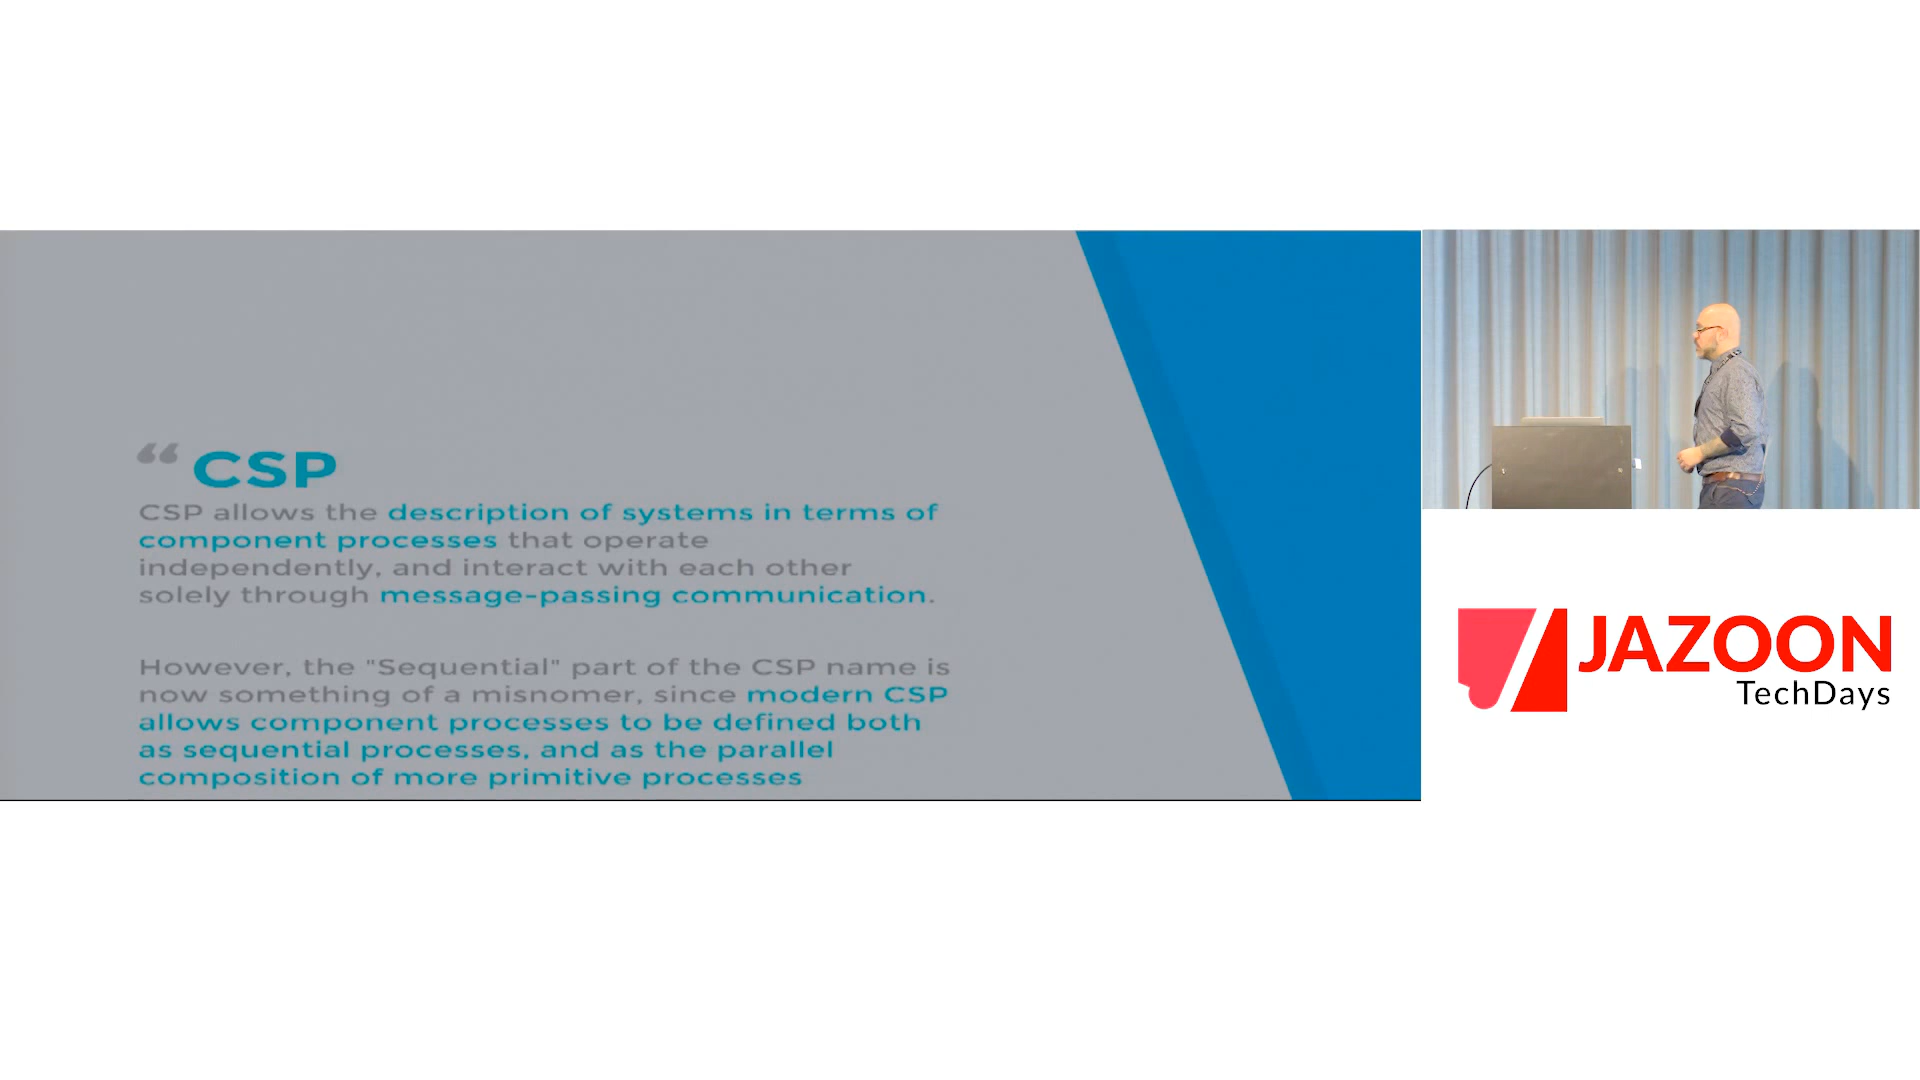 “ CSP
CSP allows the description of systems in terms of
component processes that operate
independently, and interact with each other
solely through message-passing communication.
However, the "Sequential" part of the CSP name is
now something of a misnomer, since modern CSP
allows component processes to be defined both
as sequential processes, and as the parallel
composition of more primitive processes
JAZOON
TechDays